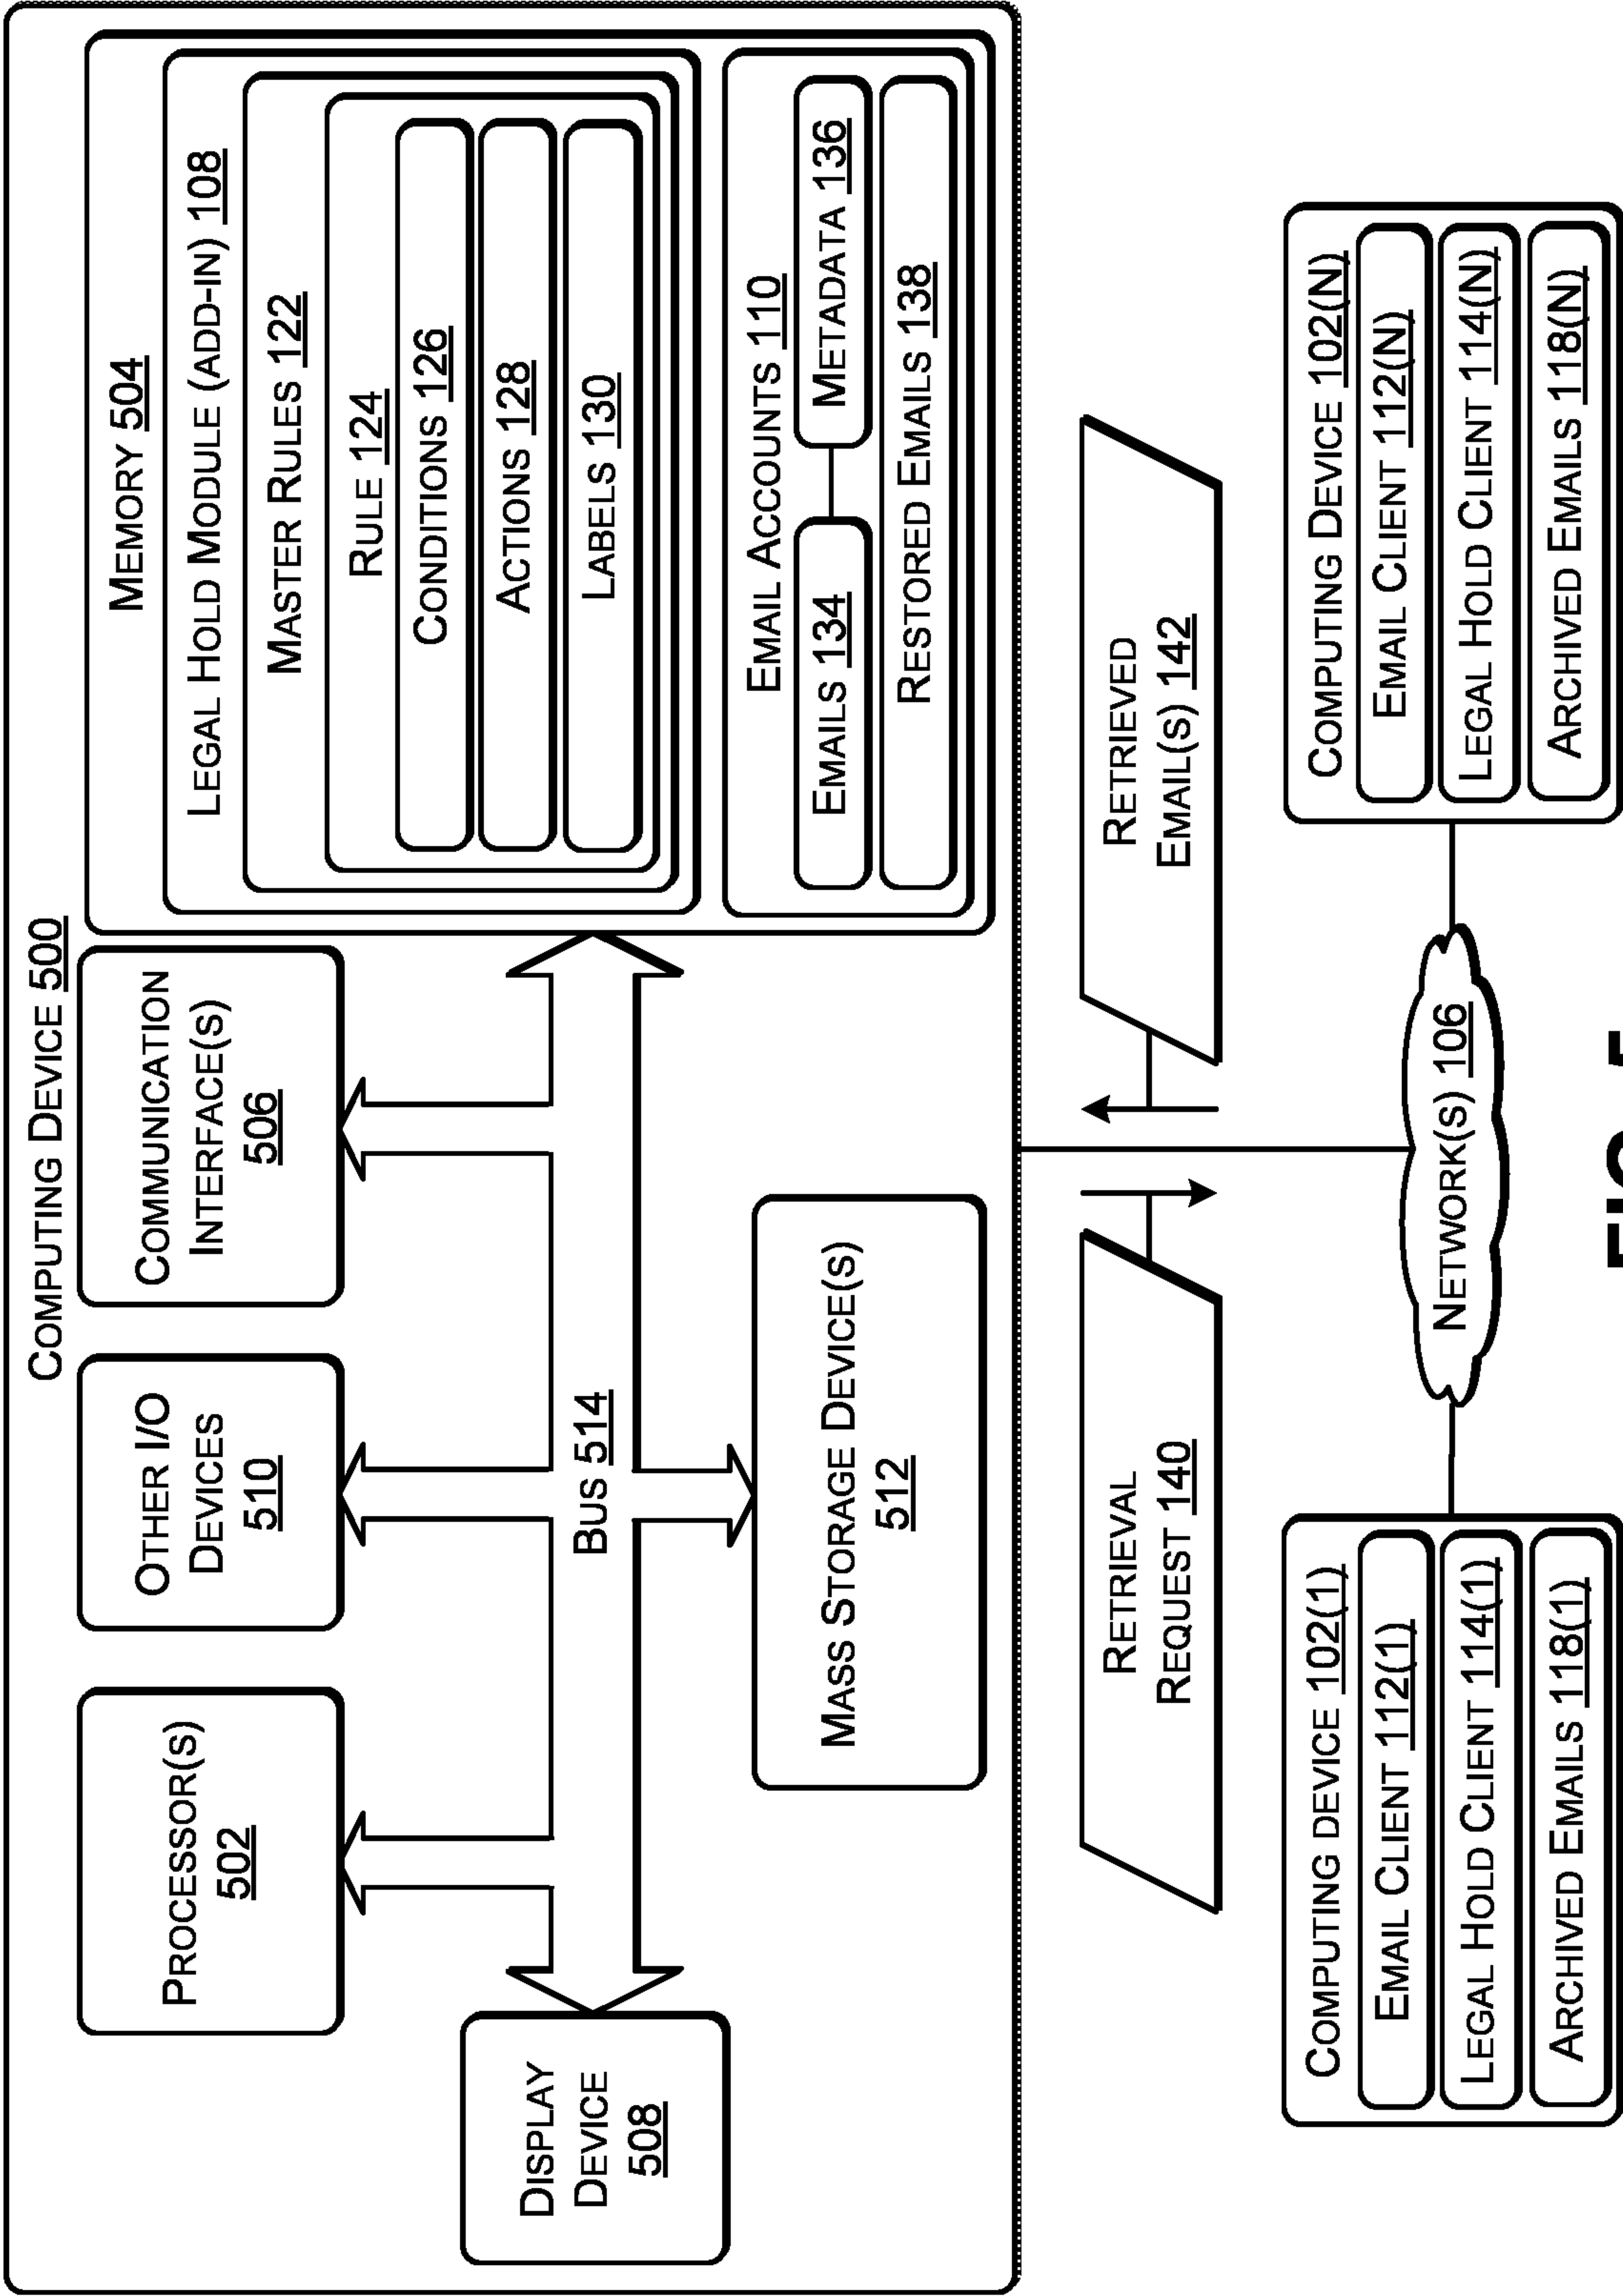 COMPUTING DEVICE 500
PROCESSOR(S)
502
OTHER I/O
DEVICES
510
COMMUNICATION
INTERFACE(S)
506
DISPLAY
DEVICE
508
BUS 514
MASS STORAGE DEVICE(S)
512
MEMORY 504
LEGAL HOLD MODULE (ADD-IN) 108
MASTER RULES 122
RULE 124
CONDITIONS 126
ACTIONS 128
LABELS 130
EMAIL ACCOUNTS 110
EMAILS 134
METADATA 136
RESTORED EMAILS 138
RETRIEVAL
REQUEST 140
RETRIEVED
EMAIL(S) 142
COMPUTING DEVICE 102(1)
EMAIL CLIENT 112(1)
LEGAL HOLD CLIENT 114(1)
ARCHIVED EMAILS 118(1)
NETWORK(S) 106
COMPUTING DEVICE 102(N)
EMAIL CLIENT 112(N)
LEGAL HOLD CLIENT 114(N)
ARCHIVED EMAILS 118(N)